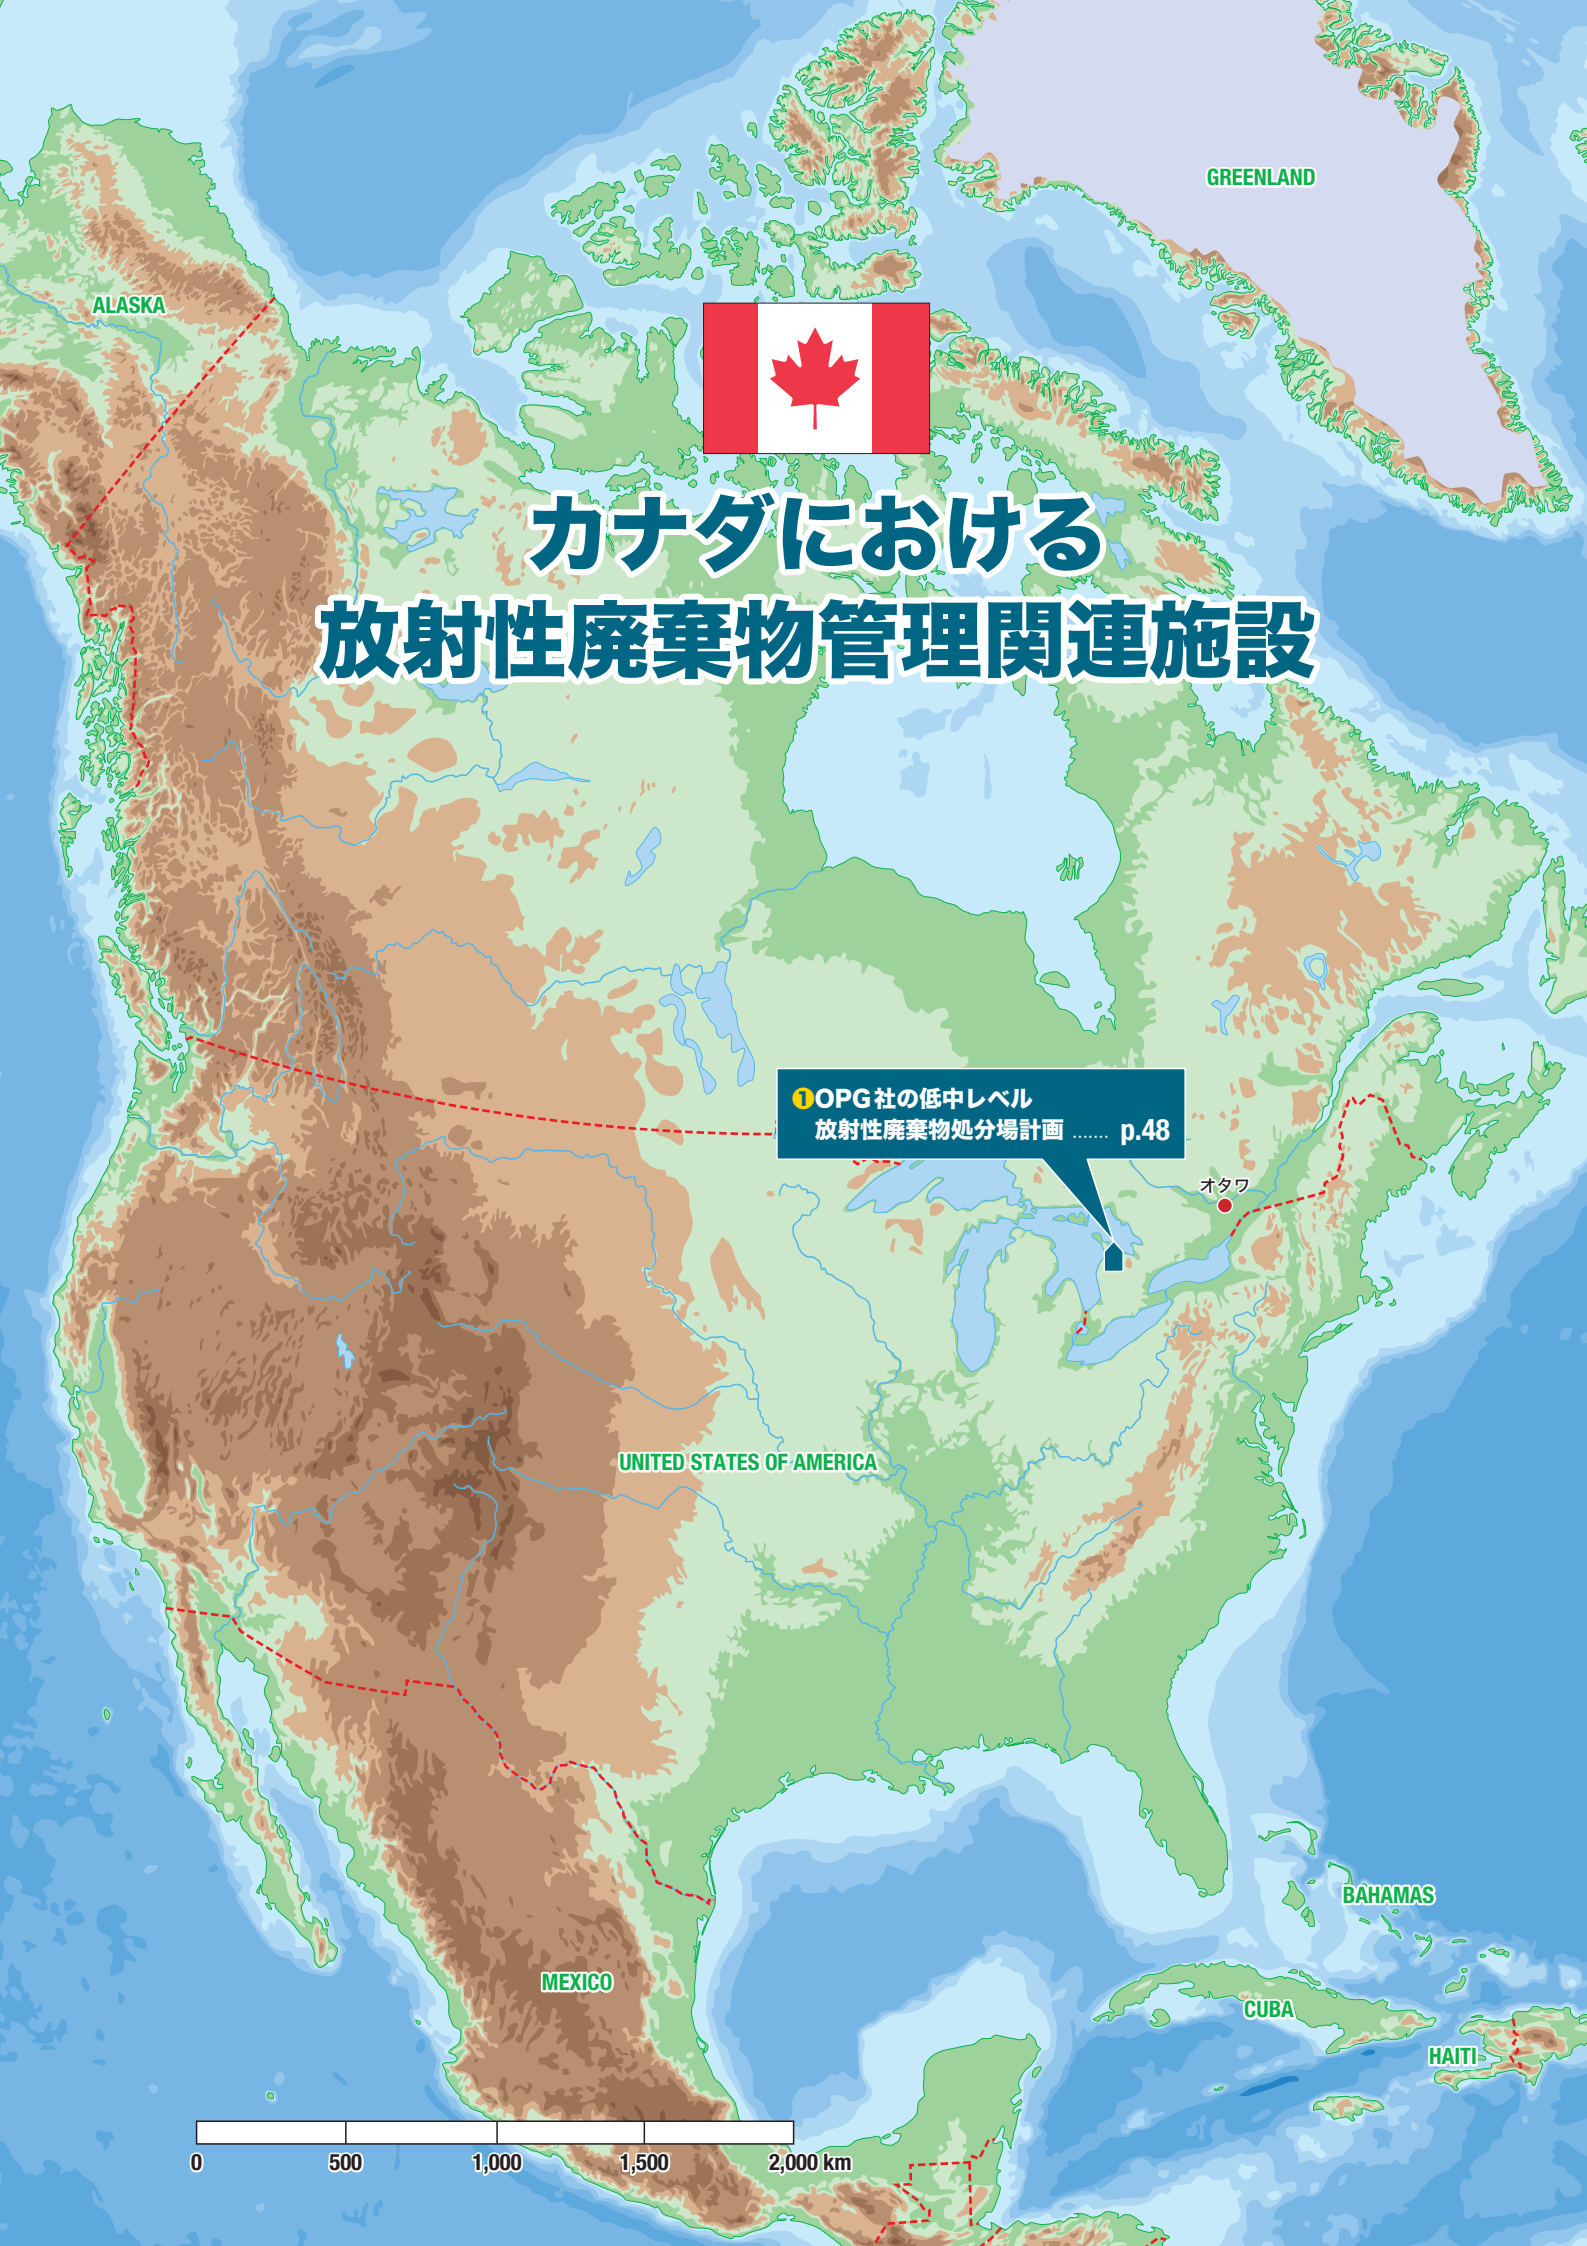 GREENLAND
ALASKA
カナダにおける
放射性廃棄物管理関連施設
❶OPG社の低中レベル
放射性廃棄物処分場計画 ....... p.48
オタワ
UNITED STATES OF AMERICA
BAHAMAS
MEXICO
CUBA
HAITI
0 500 1,000 1,500 2,000 km